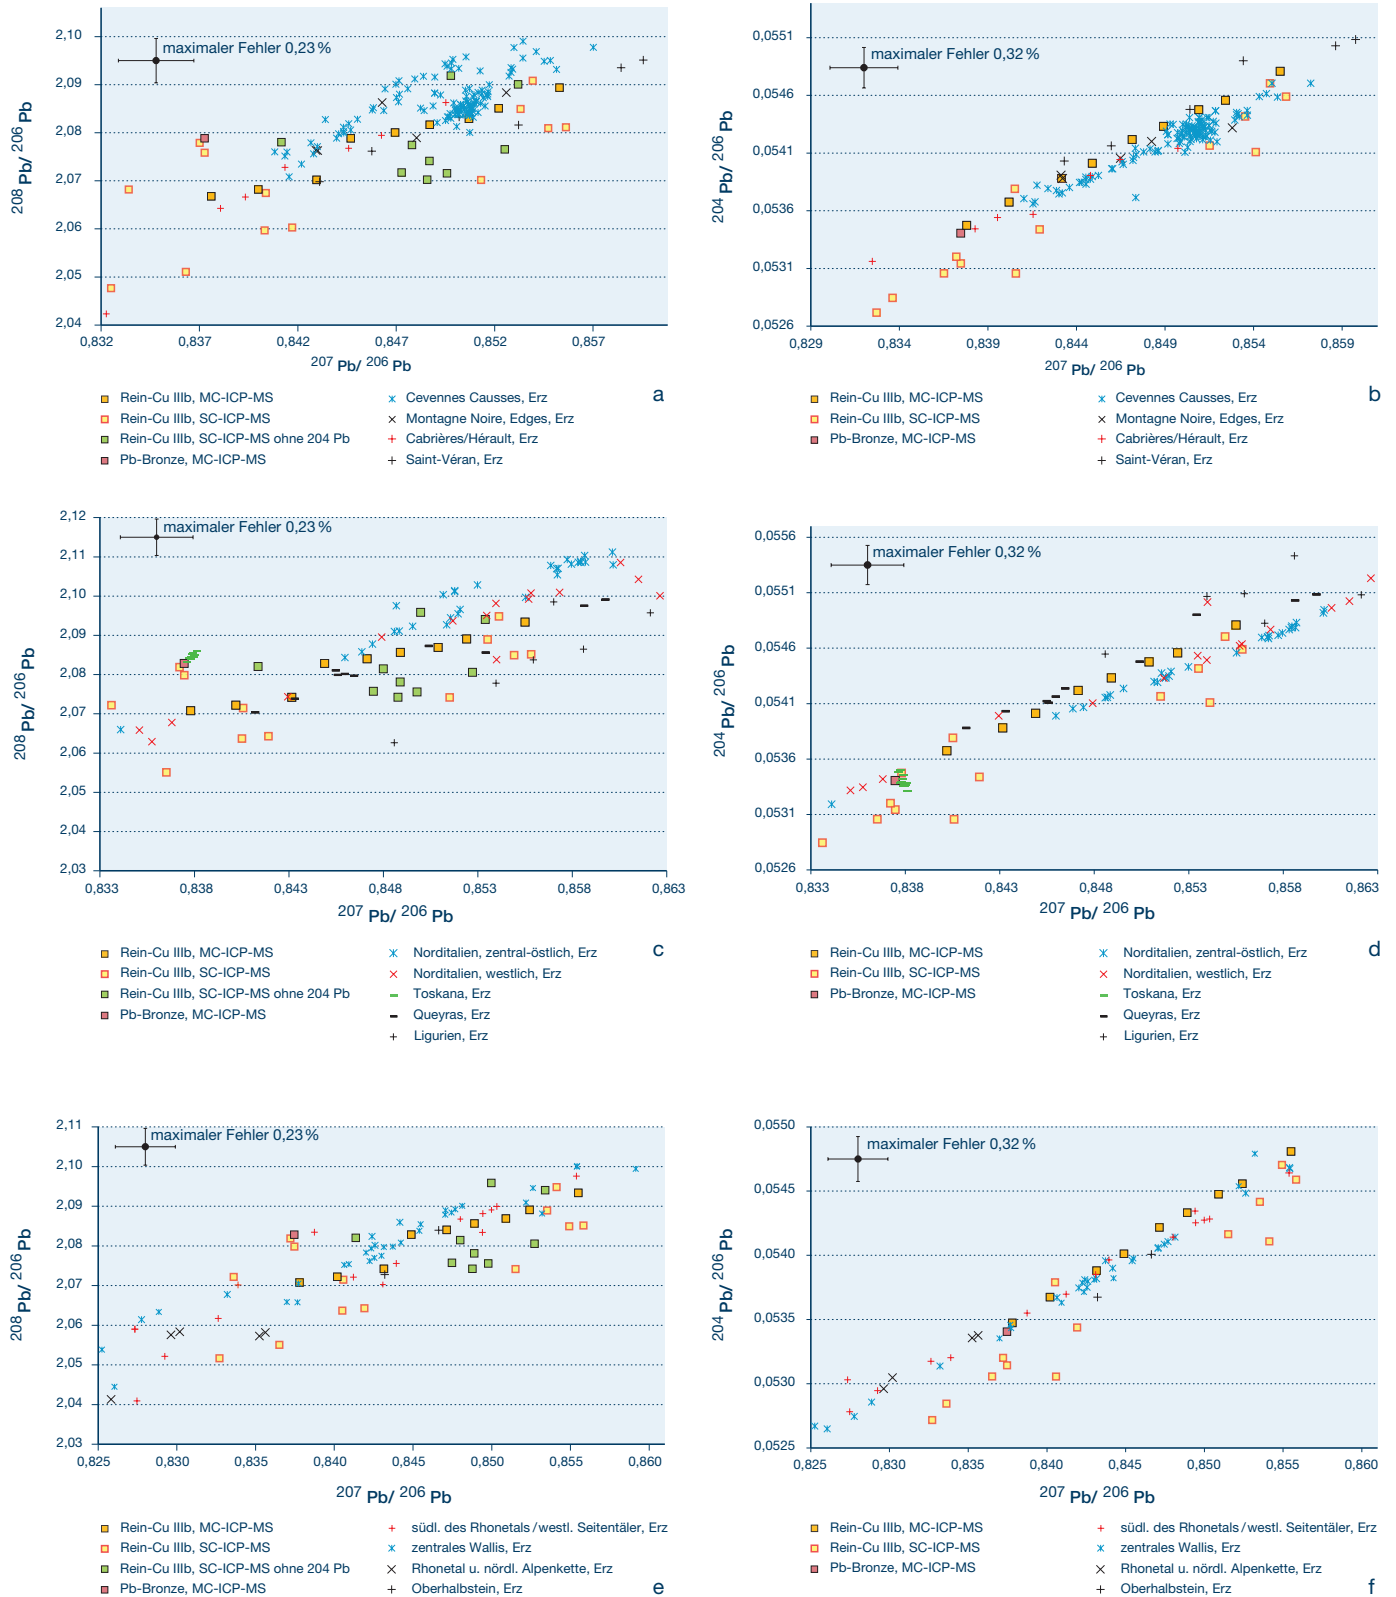 2,10
2,09
2,08
2,07
2,06
2,05
2,04
208 Pb/ 206 Pb
maximaler Fehler 0,23 %
0,832 0,837 0,842 0,847 0,852 0,857
207 Pb/ 206 Pb
Rein-Cu IIIb, MC-ICP-MS
Rein-Cu IIIb, SC-ICP-MS
Rein-Cu IIIb, SC-ICP-MS ohne 204 Pb
Pb-Bronze, MC-ICP-MS
Cevennes Causses, Erz
Montagne Noire, Edges, Erz
Cabrières/Hérault, Erz
Saint-Véran, Erz
a
0,0551
0,0546
0,0541
0,0536
0,0531
0,0526
204 Pb/ 206 Pb
maximaler Fehler 0,32 %
0,829 0,834 0,839 0,844 0,849 0,854 0,859
207 Pb/ 206 Pb
Rein-Cu IIIb, MC-ICP-MS
Rein-Cu IIIb, SC-ICP-MS
Pb-Bronze, MC-ICP-MS
Cevennes Causses, Erz
Montagne Noire, Edges, Erz
Cabrières/Hérault, Erz
Saint-Véran, Erz
b
2,12
2,11
2,10
2,09
2,08
2,07
2,06
2,05
2,04
2,03
208 Pb/ 206 Pb
maximaler Fehler 0,23 %
0,833 0,838 0,843 0,848 0,853 0,858 0,863
207 Pb/ 206 Pb
Rein-Cu IIIb, MC-ICP-MS
Rein-Cu IIIb, SC-ICP-MS
Rein-Cu IIIb, SC-ICP-MS ohne 204 Pb
Pb-Bronze, MC-ICP-MS
Norditalien, zentral-östlich, Erz
Norditalien, westlich, Erz
Toskana, Erz
Queyras, Erz
Ligurien, Erz
c
0,0556
0,0551
0,0546
0,0541
0,0536
0,0531
0,0526
204 Pb/ 206 Pb
maximaler Fehler 0,32 %
0,833 0,838 0,843 0,848 0,853 0,858 0,863
207 Pb/ 206 Pb
Rein-Cu IIIb, MC-ICP-MS
Rein-Cu IIIb, SC-ICP-MS
Pb-Bronze, MC-ICP-MS
Norditalien, zentral-östlich, Erz
Norditalien, westlich, Erz
Toskana, Erz
Queyras, Erz
Ligurien, Erz
d
2,11
2,10
2,09
2,08
2,07
2,06
2,05
2,04
2,03
208 Pb/ 206 Pb
maximaler Fehler 0,23 %
0,825 0,830 0,835 0,840 0,845 0,850 0,855 0,860
207 Pb/ 206 Pb
Rein-Cu IIIb, MC-ICP-MS
Rein-Cu IIIb, SC-ICP-MS
Rein-Cu IIIb, SC-ICP-MS ohne 204 Pb
Pb-Bronze, MC-ICP-MS
südl. des Rhonetals/westl. Seitentäler, Erz
zentrales Wallis, Erz
Rhonetal u. nördl. Alpenkette, Erz
Oberhalbstein, Erz
e
0,0550
0,0545
0,0540
0,0535
0,0530
0,0525
204 Pb/ 206 Pb
maximaler Fehler 0,32 %
0,825 0,830 0,835 0,840 0,845 0,850 0,855 0,860
207 Pb/ 206 Pb
Rein-Cu IIIb, MC-ICP-MS
Rein-Cu IIIb, SC-ICP-MS
Pb-Bronze, MC-ICP-MS
südl. des Rhonetals/westl. Seitentäler, Erz
zentrales Wallis, Erz
Rhonetal u. nördl. Alpenkette, Erz
Oberhalbstein, Erz
f